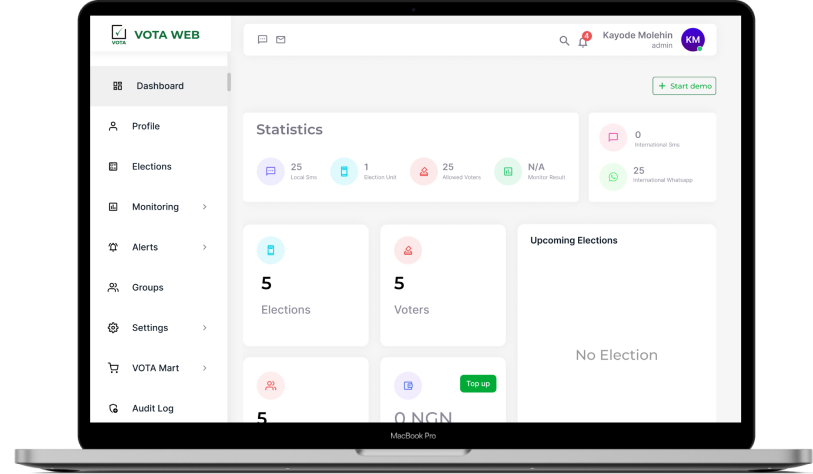 VOTA
VOTA WEB
4
Kayode Molehin
admin
KM
Dashboard
+ Start demo
Profile
Statistics
0
International Sms
Elections
25
Local Sms
1
Election Unit
25
Allowed Voters
N/A
Monitor Result
25
International Whatsapp
Monitoring
Alerts
Upcoming Elections
Groups
5
Elections
5
Voters
Settings
No Election
VOTA Mart
Top up
Audit Log
5
0 NGN
MacBook Pro